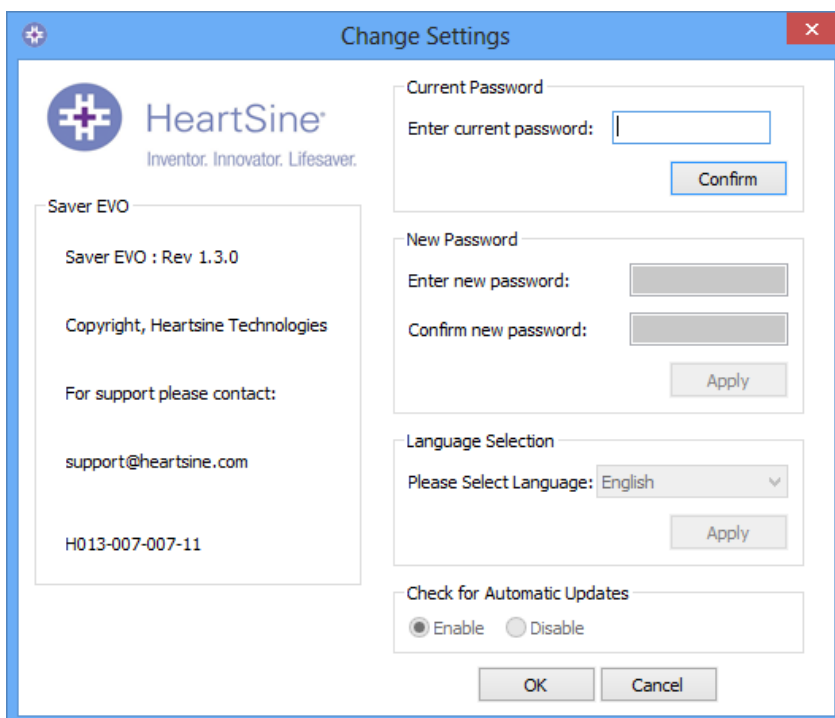 Change Settings
HeartSine®
Inventor. Innovator. Lifesaver.
Saver EVO
Saver EVO : Rev 1.3.0
Copyright, Heartsine Technologies
For support please contact:
support@heartsine.com
H013-007-007-11
Current Password
Enter current password:
Confirm
New Password
Enter new password:
Confirm new password:
Apply
Language Selection
Please Select Language: English
Apply
Check for Automatic Updates
Enable Disable
OK Cancel